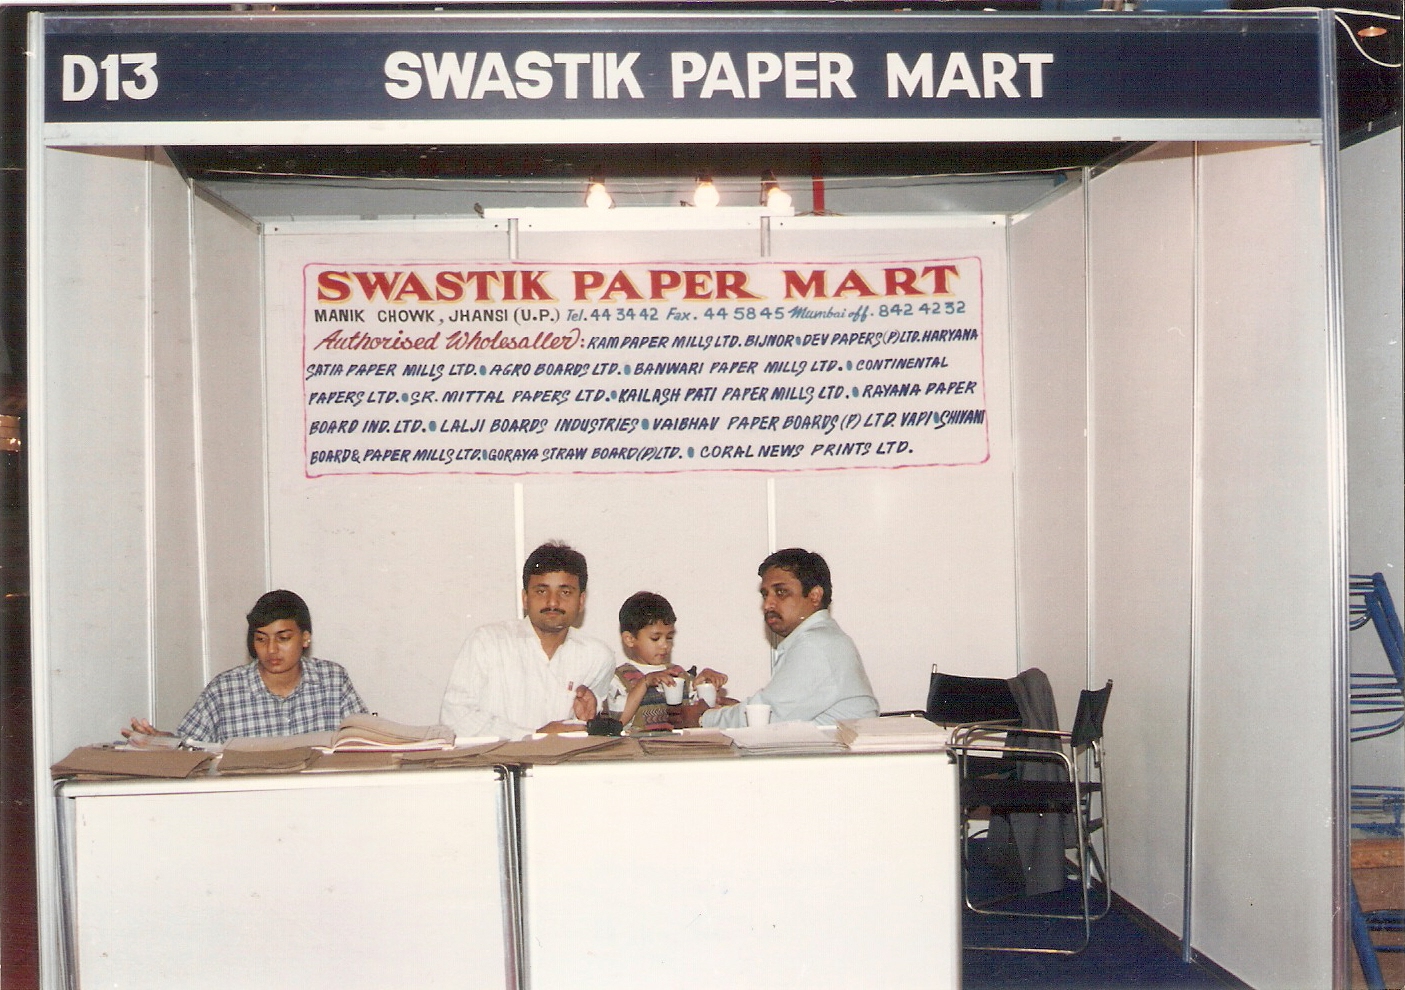 D13 SWASTIK PAPER MART
SWASTIK PAPER MART
MANIK CHOWK, JHANSI (U.P.) Tel. 44 34 42 Fax. 44 58 45 Mumbai off. 842 42 32
Authorised Wholesaller: KAM PAPER MILLS LTD. BIJNOR • DEV PAPERS (P) LTD. HARYANA
SATIA PAPER MILLS LTD. • AGRO BOARDS LTD. • BANWARI PAPER MILLS LTD. • CONTINENTAL
PAPERS LTD. • SR. MITTAL PAPERS LTD. • KAILASH PATI PAPER MILLS LTD. • RAYANA PAPER
BOARD IND. LTD. • LALJI BOARDS INDUSTRIES • VAIBHAV PAPER BOARDS (P) LTD. VAPI • SHIVANI
BOARD & PAPER MILLS LTD. • GORAYA STRAW BOARD (P) LTD. • CORAL NEWS PRINTS LTD.